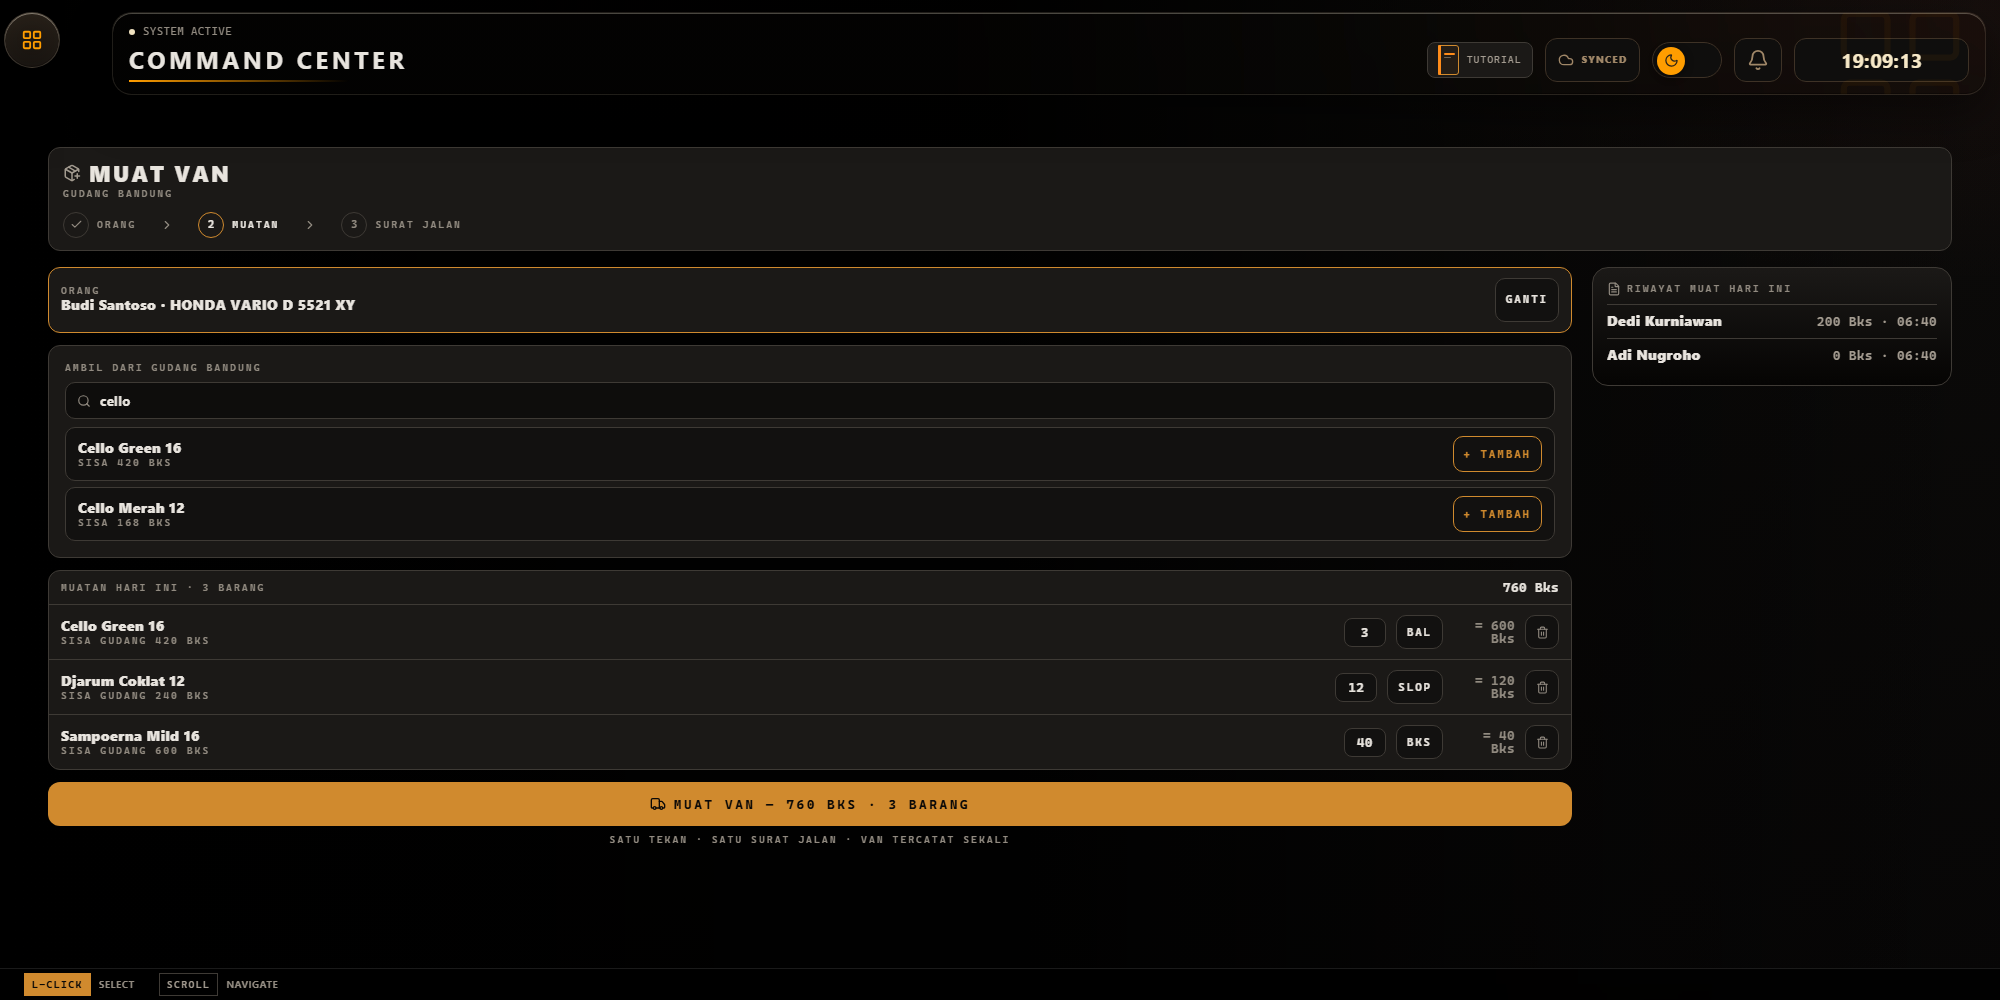 SYSTEM ACTIVE
COMMAND CENTER
TUTORIAL
SYNCED
19:09:13
MUAT VAN
GUDANG BANDUNG
ORANG
2 MUATAN
3 SURAT JALAN
ORANG
Budi Santoso · HONDA VARIO D 5521 XY
GANTI
AMBIL DARI GUDANG BANDUNG
cello
Cello Green 16
SISA 420 BKS
+ TAMBAH
Cello Merah 12
SISA 168 BKS
+ TAMBAH
MUATAN HARI INI · 3 BARANG
760 Bks
Cello Green 16
SISA GUDANG 420 BKS
3 BAL = 600 Bks
Djarum Coklat 12
SISA GUDANG 240 BKS
12 SLOP = 120 Bks
Sampoerna Mild 16
SISA GUDANG 600 BKS
40 BKS = 40 Bks
MUAT VAN — 760 BKS · 3 BARANG
SATU TEKAN · SATU SURAT JALAN · VAN TERCATAT SEKALI
RIWAYAT MUAT HARI INI
Dedi Kurniawan 200 Bks · 06:40
Adi Nugroho 0 Bks · 06:40
L-CLICK SELECT SCROLL NAVIGATE